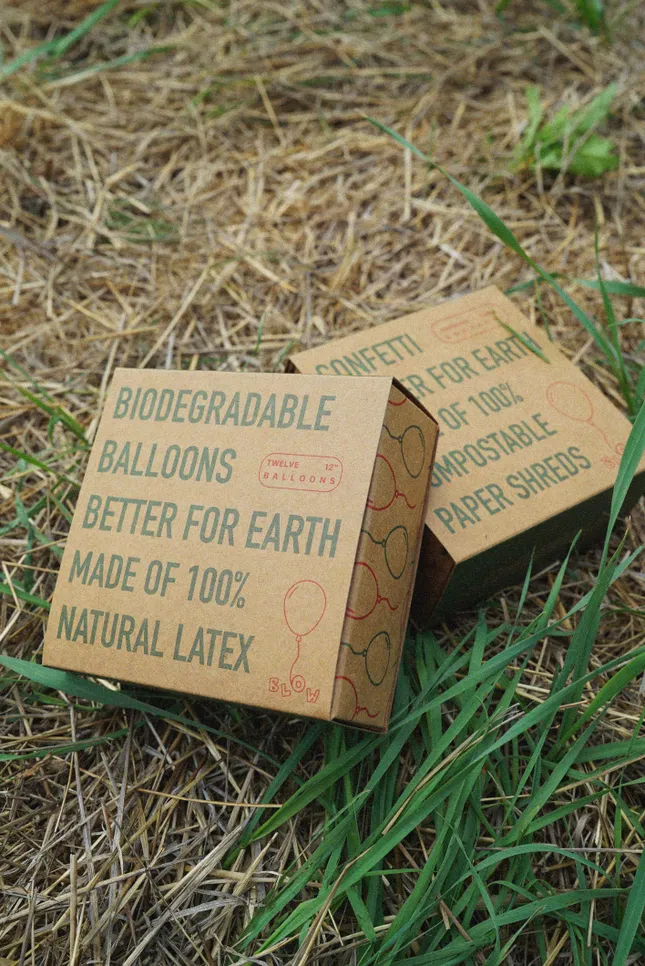 BIODEGRADABLE
BALLOONS
TWELVE 12"
BALLOONS
BETTER FOR EARTH
MADE OF 100%
NATURAL LATEX
BLOW
CONFETTI
FOR EARTH
OF 100%
COMPOSTABLE
PAPER SHREDS